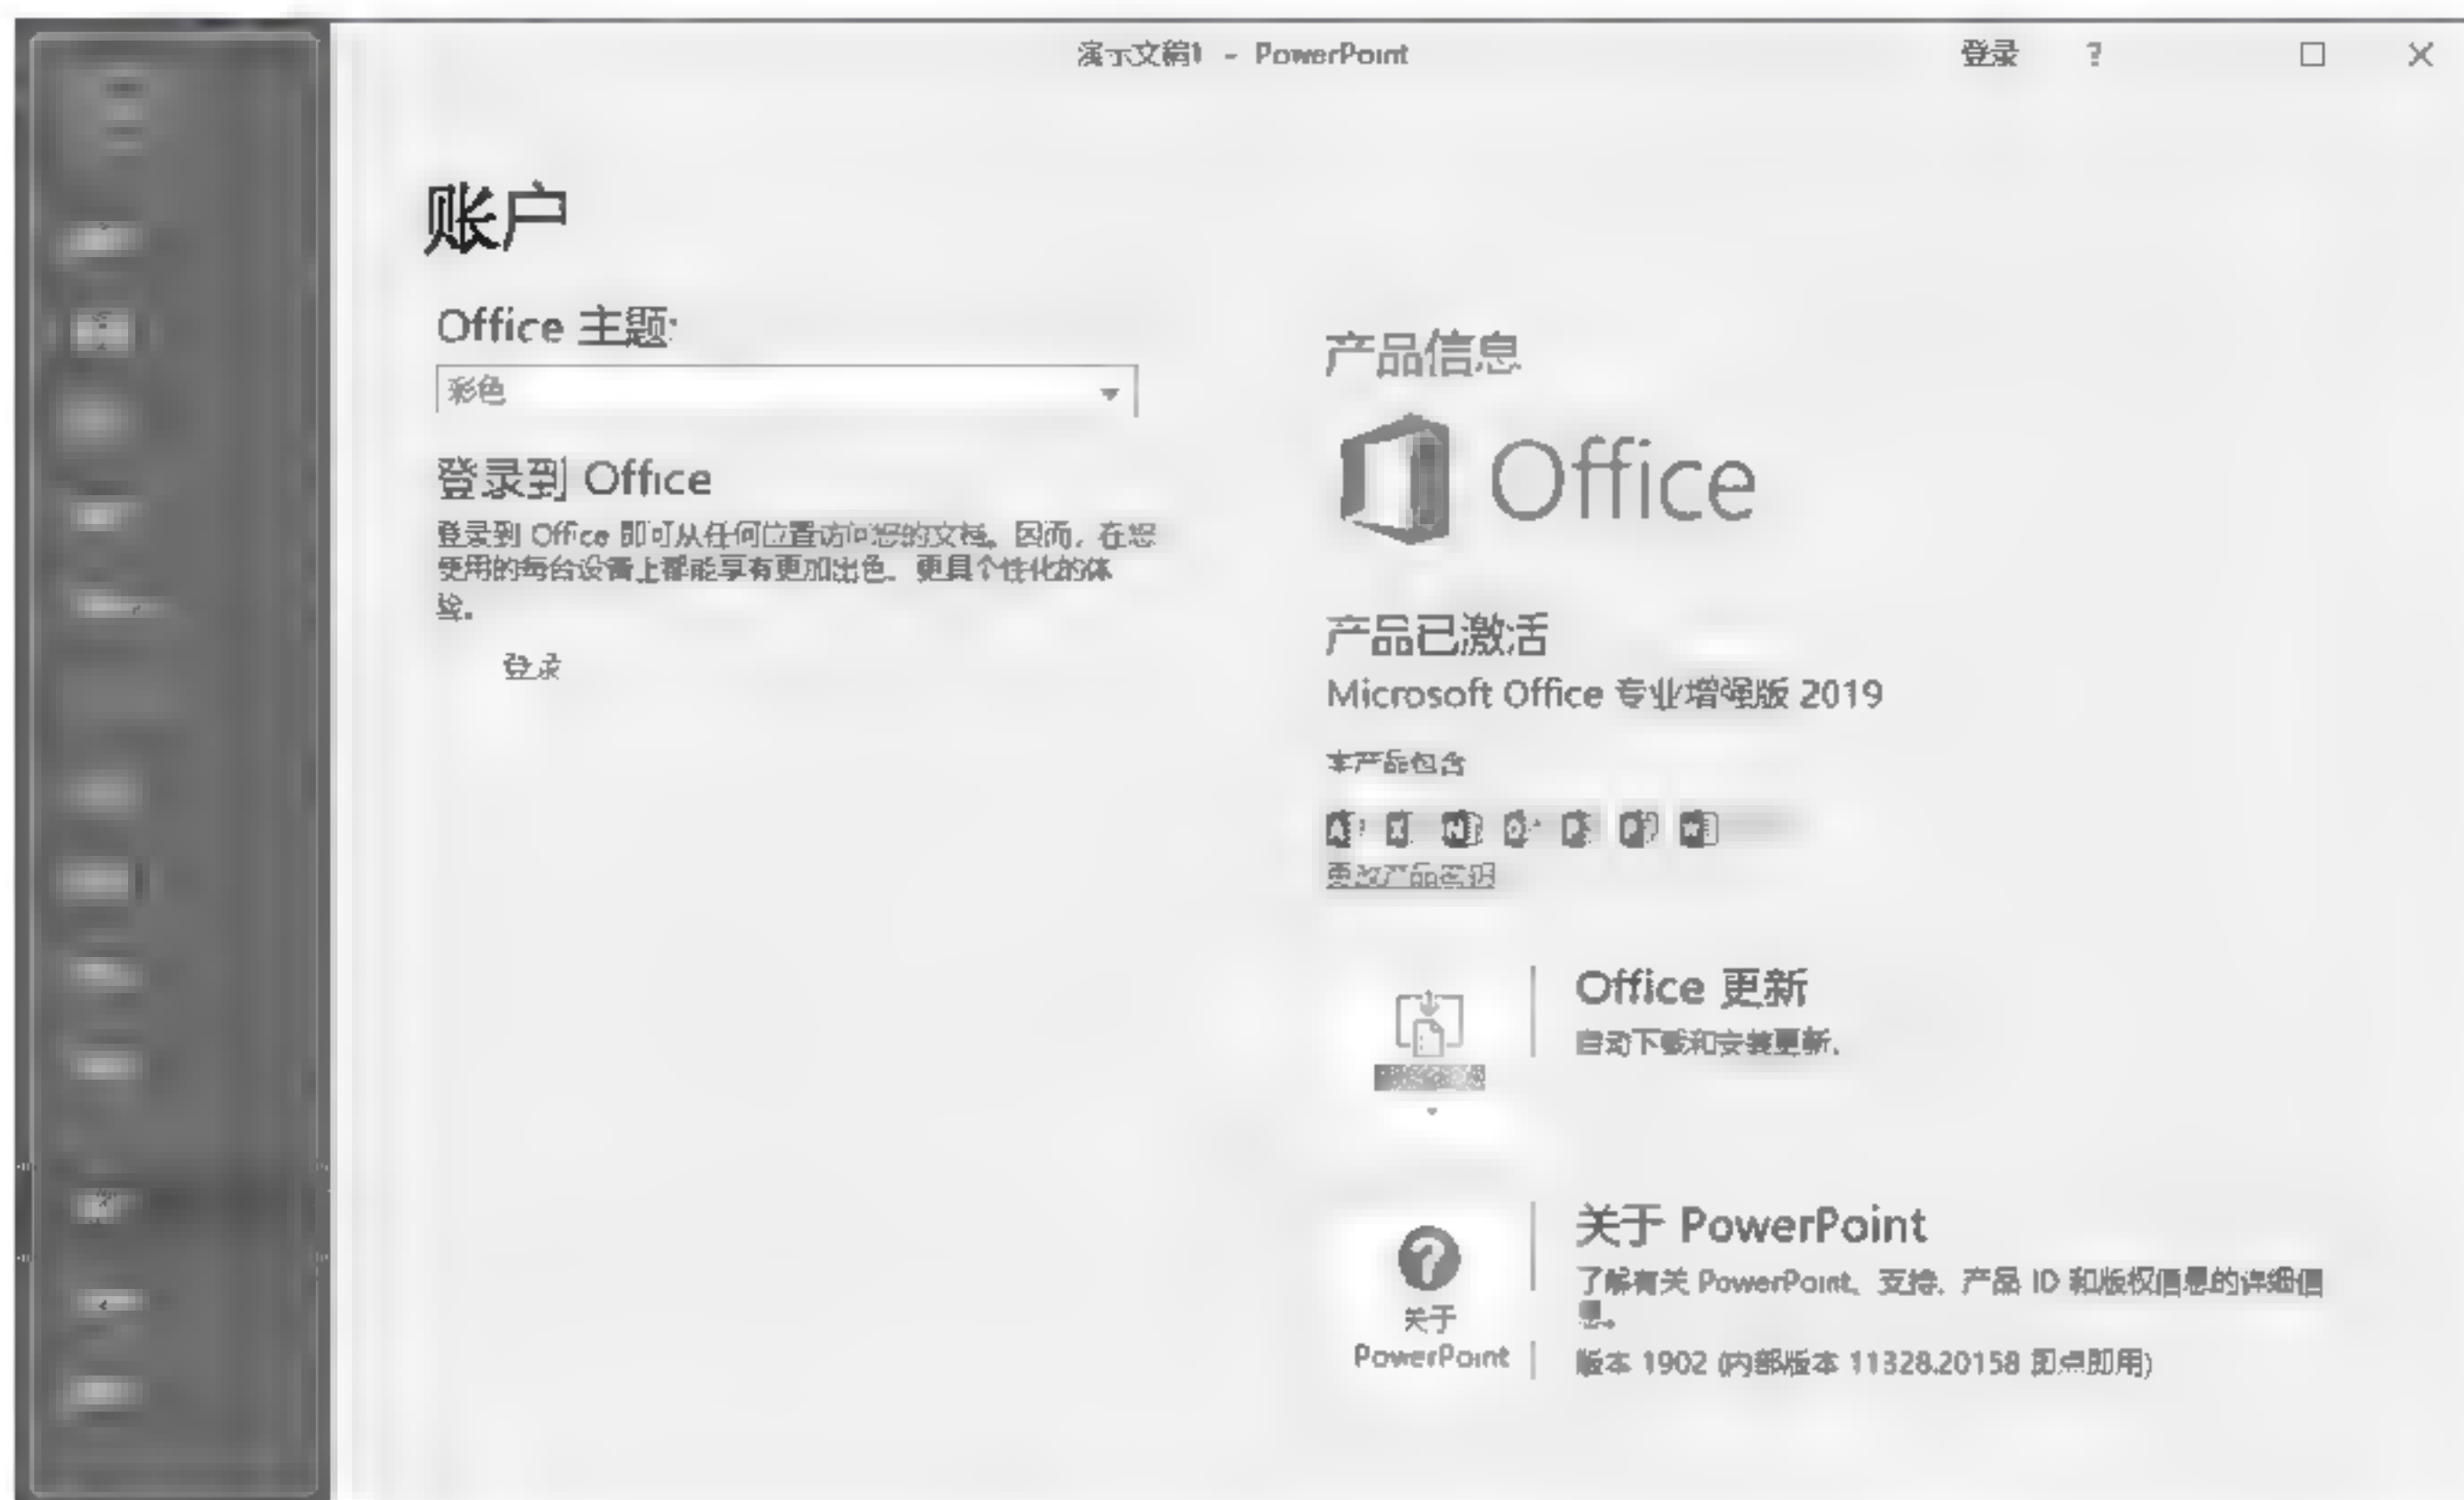 演示文稿1 - PowerPoint
登录
?
账户
Office 主题:
彩色
登录到 Office
登录到 Office 即可从任何位置访问您的文档。因而，在您
使用的每台设备上都能享有更加出色、更具个性化的体
验。
登录
产品信息
Office
产品已激活
Microsoft Office 专业增强版 2019
本产品包含
更改产品密钥
Office 更新
自动下载和安装更新。
关于
PowerPoint
关于 PowerPoint
了解有关 PowerPoint、支持、产品 ID 和版权信息的详细信
息。
版本 1902 (内部版本 11328.20158 即点即用)